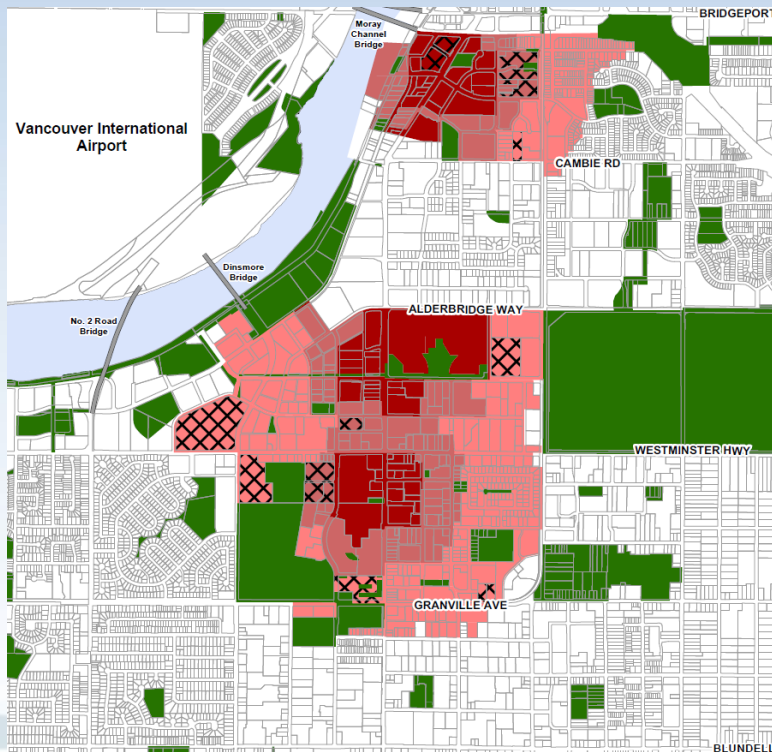 BRIDGEPORT
Moray
Channel
Bridge
Vancouver International
Airport
CAMBIE RD
Dinsmore
Bridge
ALDERBRIDGE WAY
No. 2 Road
Bridge
WESTMINSTER HWY
GRANVILLE AVE
BLUNDELL